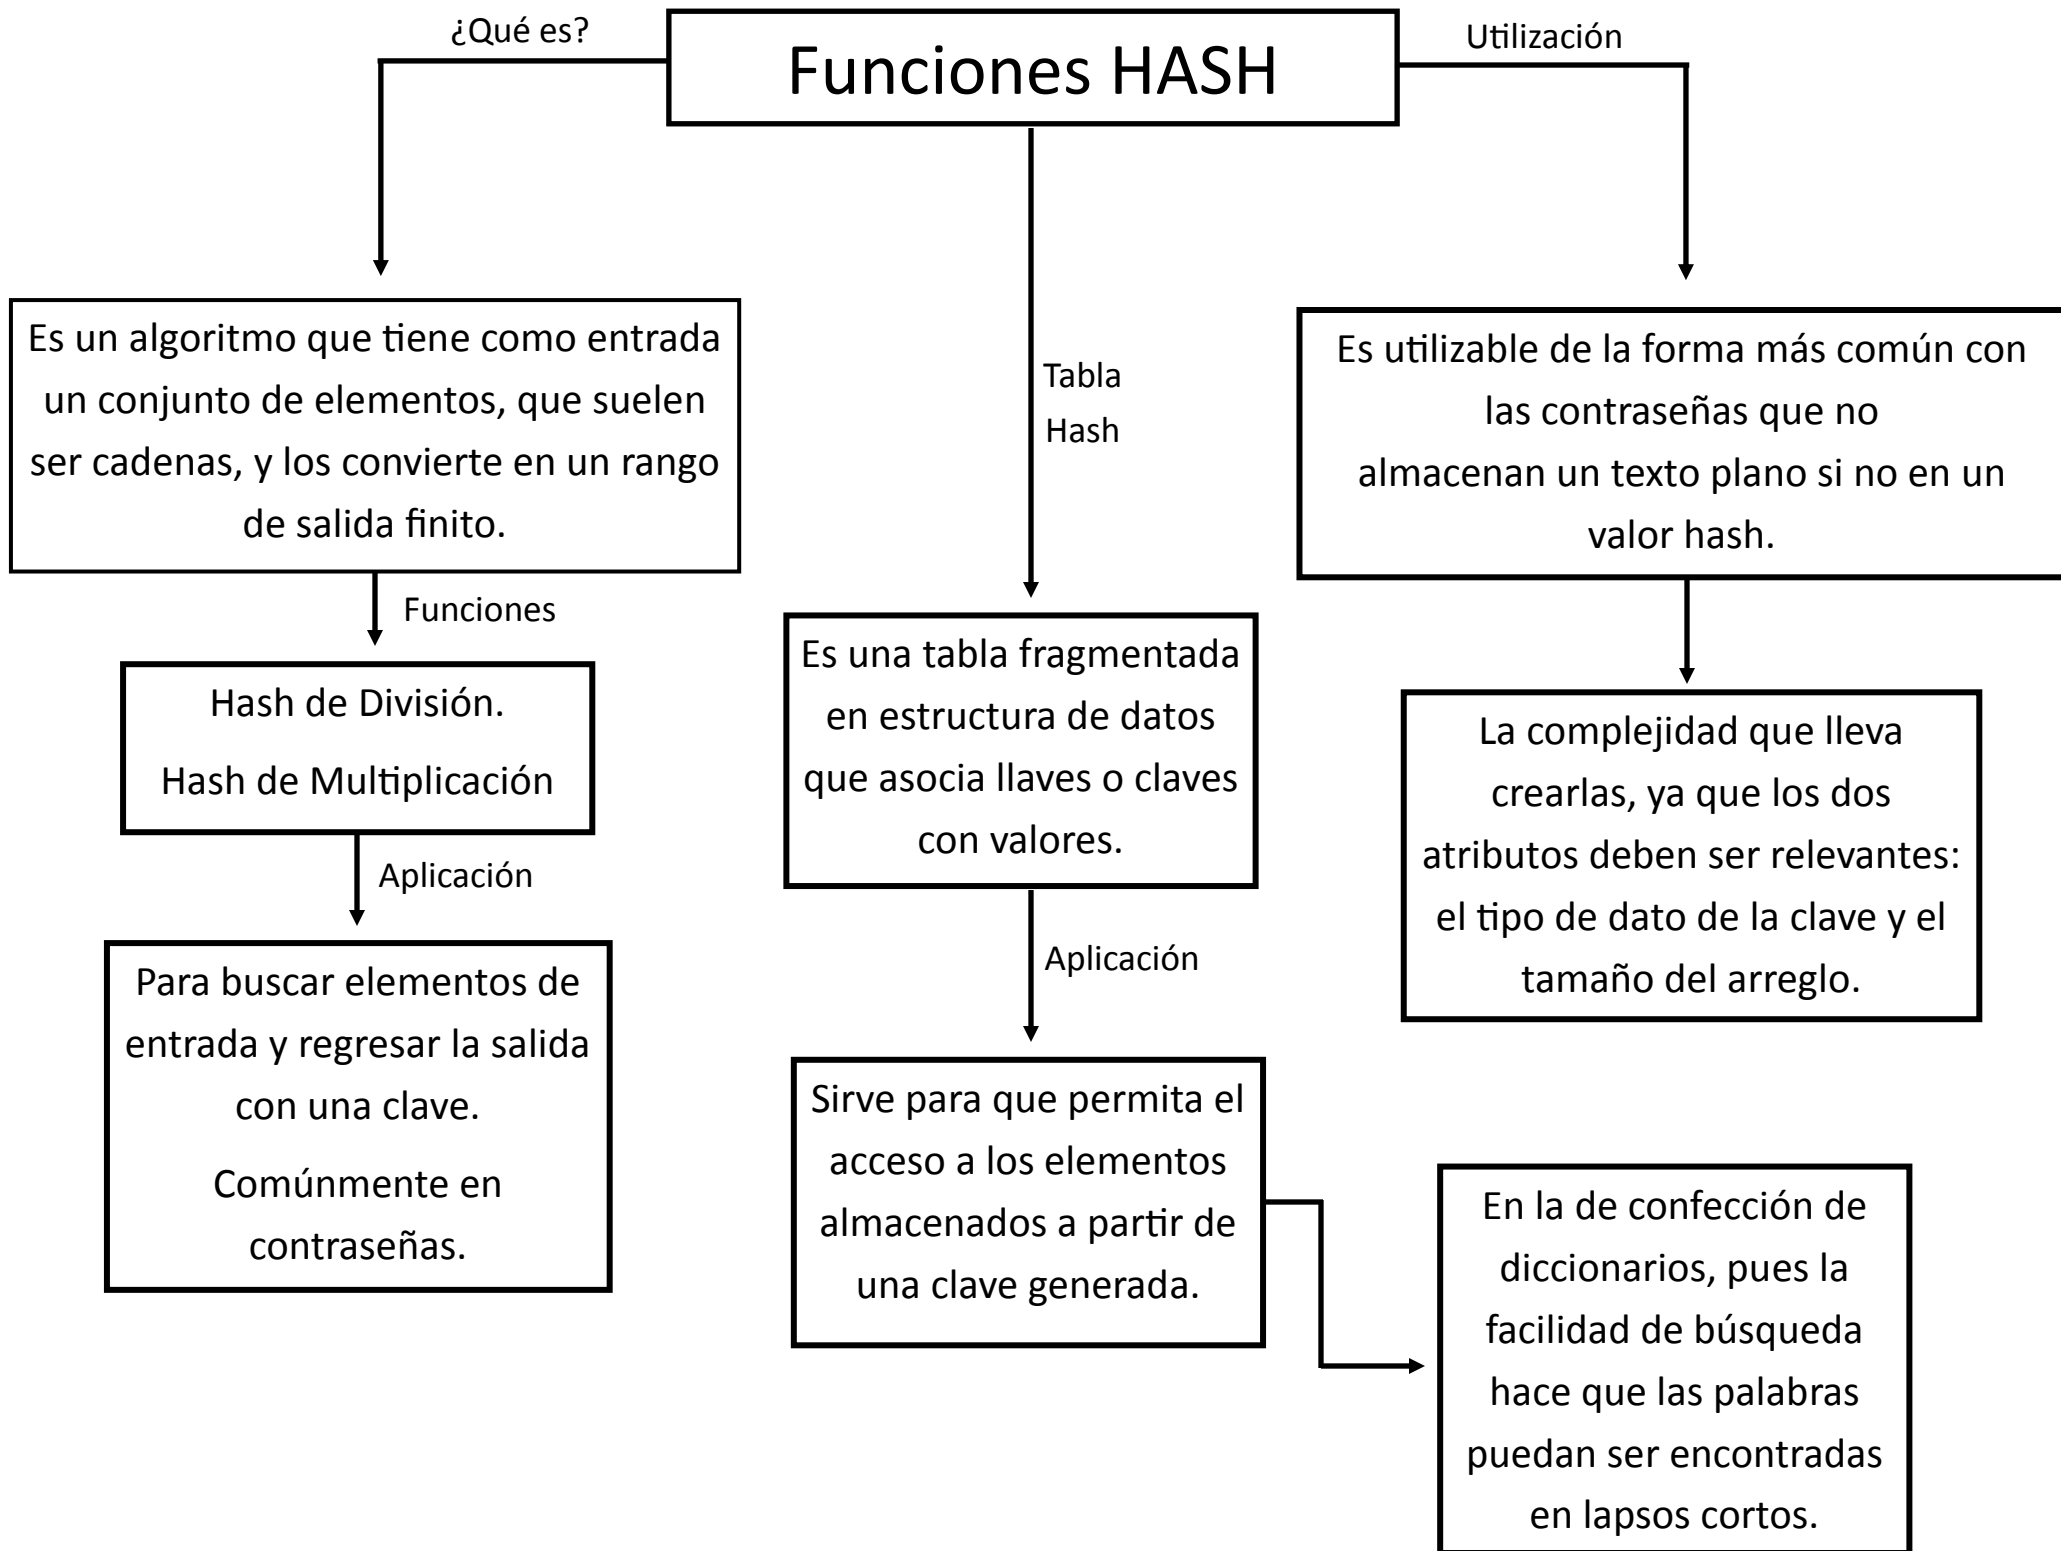 ¿Qué es?
Funciones HASH
Utilización
Es un algoritmo que tiene como entrada
un conjunto de elementos, que suelen
ser cadenas, y los convierte en un rango
de salida finito.
Funciones
Hash de División.
Hash de Multiplicación
Aplicación
Para buscar elementos de
entrada y regresar la salida
con una clave.
Comúnmente en
contraseñas.
Tabla
Hash
Es una tabla fragmentada
en estructura de datos
que asocia llaves o claves
con valores.
Aplicación
Sirve para que permita el
acceso a los elementos
almacenados a partir de
una clave generada.
En la de confección de
diccionarios, pues la
facilidad de búsqueda
hace que las palabras
puedan ser encontradas
en lapsos cortos.
Es utilizable de la forma más común con
las contraseñas que no
almacenan un texto plano si no en un
valor hash.
La complejidad que lleva
crearlas, ya que los dos
atributos deben ser relevantes:
el tipo de dato de la clave y el
tamaño del arreglo.